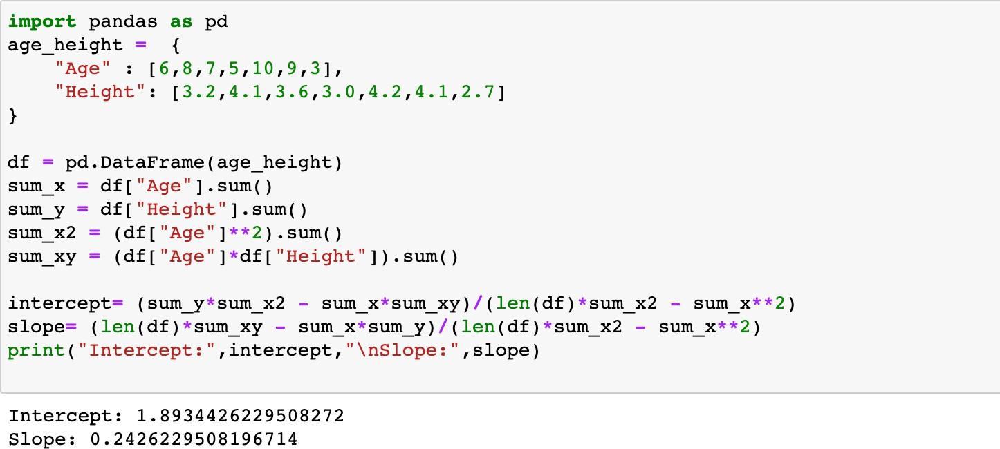 import pandas as pd
age_height =  {
    "Age" : [6,8,7,5,10,9,3],
    "Height": [3.2,4.1,3.6,3.0,4.2,4.1,2.7]
}

df = pd.DataFrame(age_height)
sum_x = df["Age"].sum()
sum_y = df["Height"].sum()
sum_x2 = (df["Age"]**2).sum()
sum_xy = (df["Age"]*df["Height"]).sum()

intercept= (sum_y*sum_x2 - sum_x*sum_xy)/(len(df)*sum_x2 - sum_x**2)
slope= (len(df)*sum_xy - sum_x*sum_y)/(len(df)*sum_x2 - sum_x**2)
print("Intercept:",intercept,"\nSlope:",slope)

Intercept: 1.8934426229508272
Slope: 0.2426229508196714